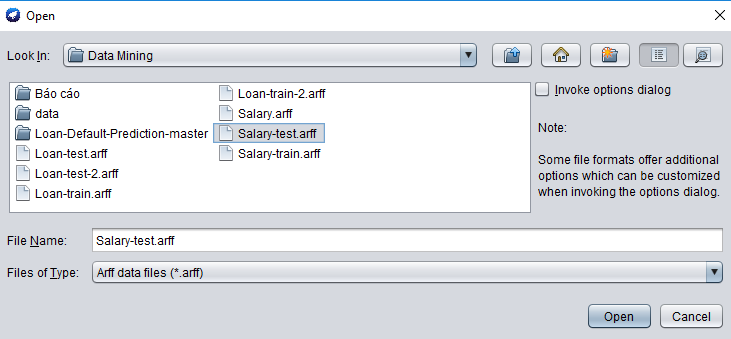 Open
Look In: Data Mining
Báo cáo
data
Loan-Default-Prediction-master
Loan-test.arff
Loan-test-2.arff
Loan-train.arff
Loan-train-2.arff
Salary.arff
Salary-test.arff
Salary-train.arff
Invoke options dialog
Note:
Some file formats offer additional
options which can be customized
when invoking the options dialog.
File Name: Salary-test.arff
Files of Type: Arff data files (*.arff)
Open Cancel